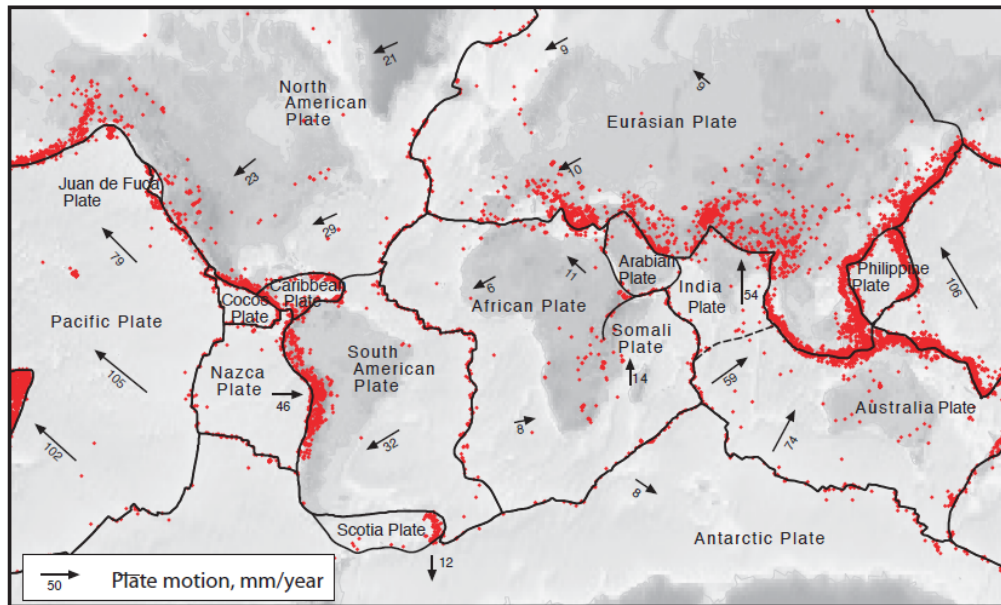 21
9
9
North
American
Plate
Eurasian Plate
Juan de Fuca
Plate
23
10
29
79
Arabian
Plate
Philippine
Plate
Caribbean
Plate
Cocos
Plate
11
6
African Plate
India
Plate
54
106
Pacific Plate
Somali
Plate
South
American
Plate
Nazca
Plate
105
46
14
59
Australia Plate
102
32
8
74
8
Scotia Plate
Antarctic Plate
12
50
Plate motion, mm/year